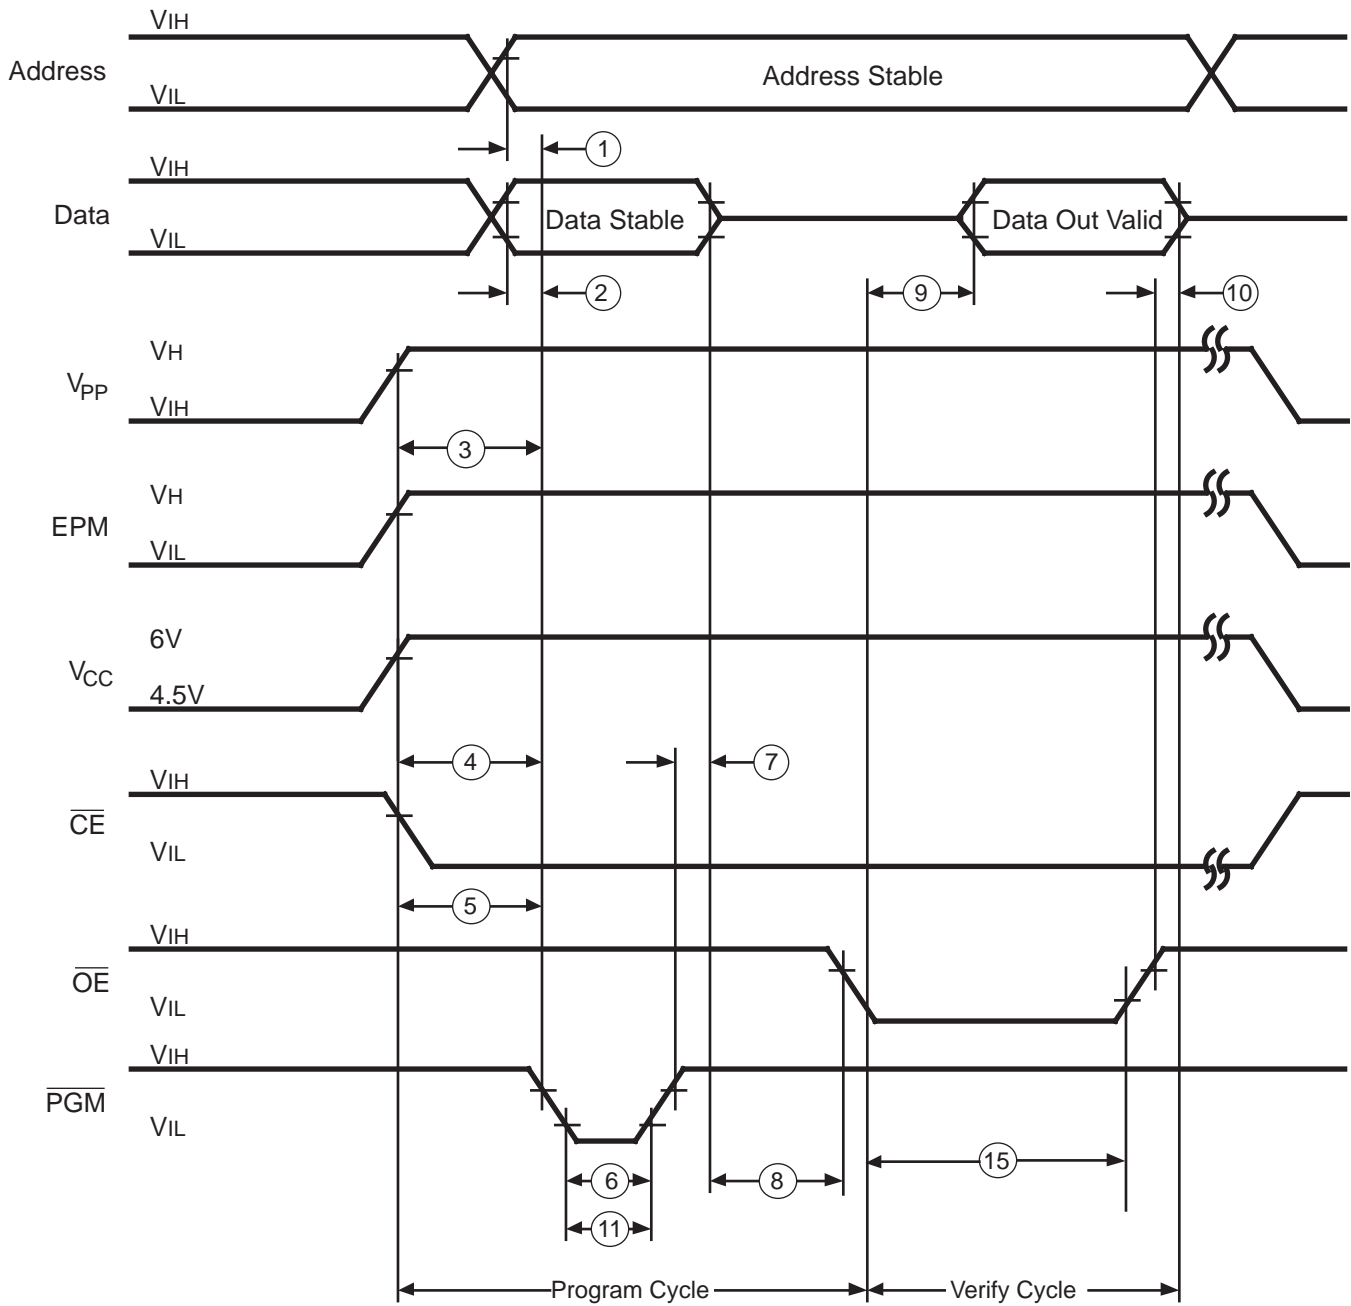 VIH
Address
Address Stable
VIL
1
VIH
Data
Data Stable
Data Out Valid
VIL
2
9
10
VH
VPP
VIH
3
VH
EPM
VIL
6V
VCC
4.5V
4
7
VIH
CE
VIL
5
VIH
OE
VIL
VIH
PGM
VIL
15
6
8
11
Program Cycle
Verify Cycle